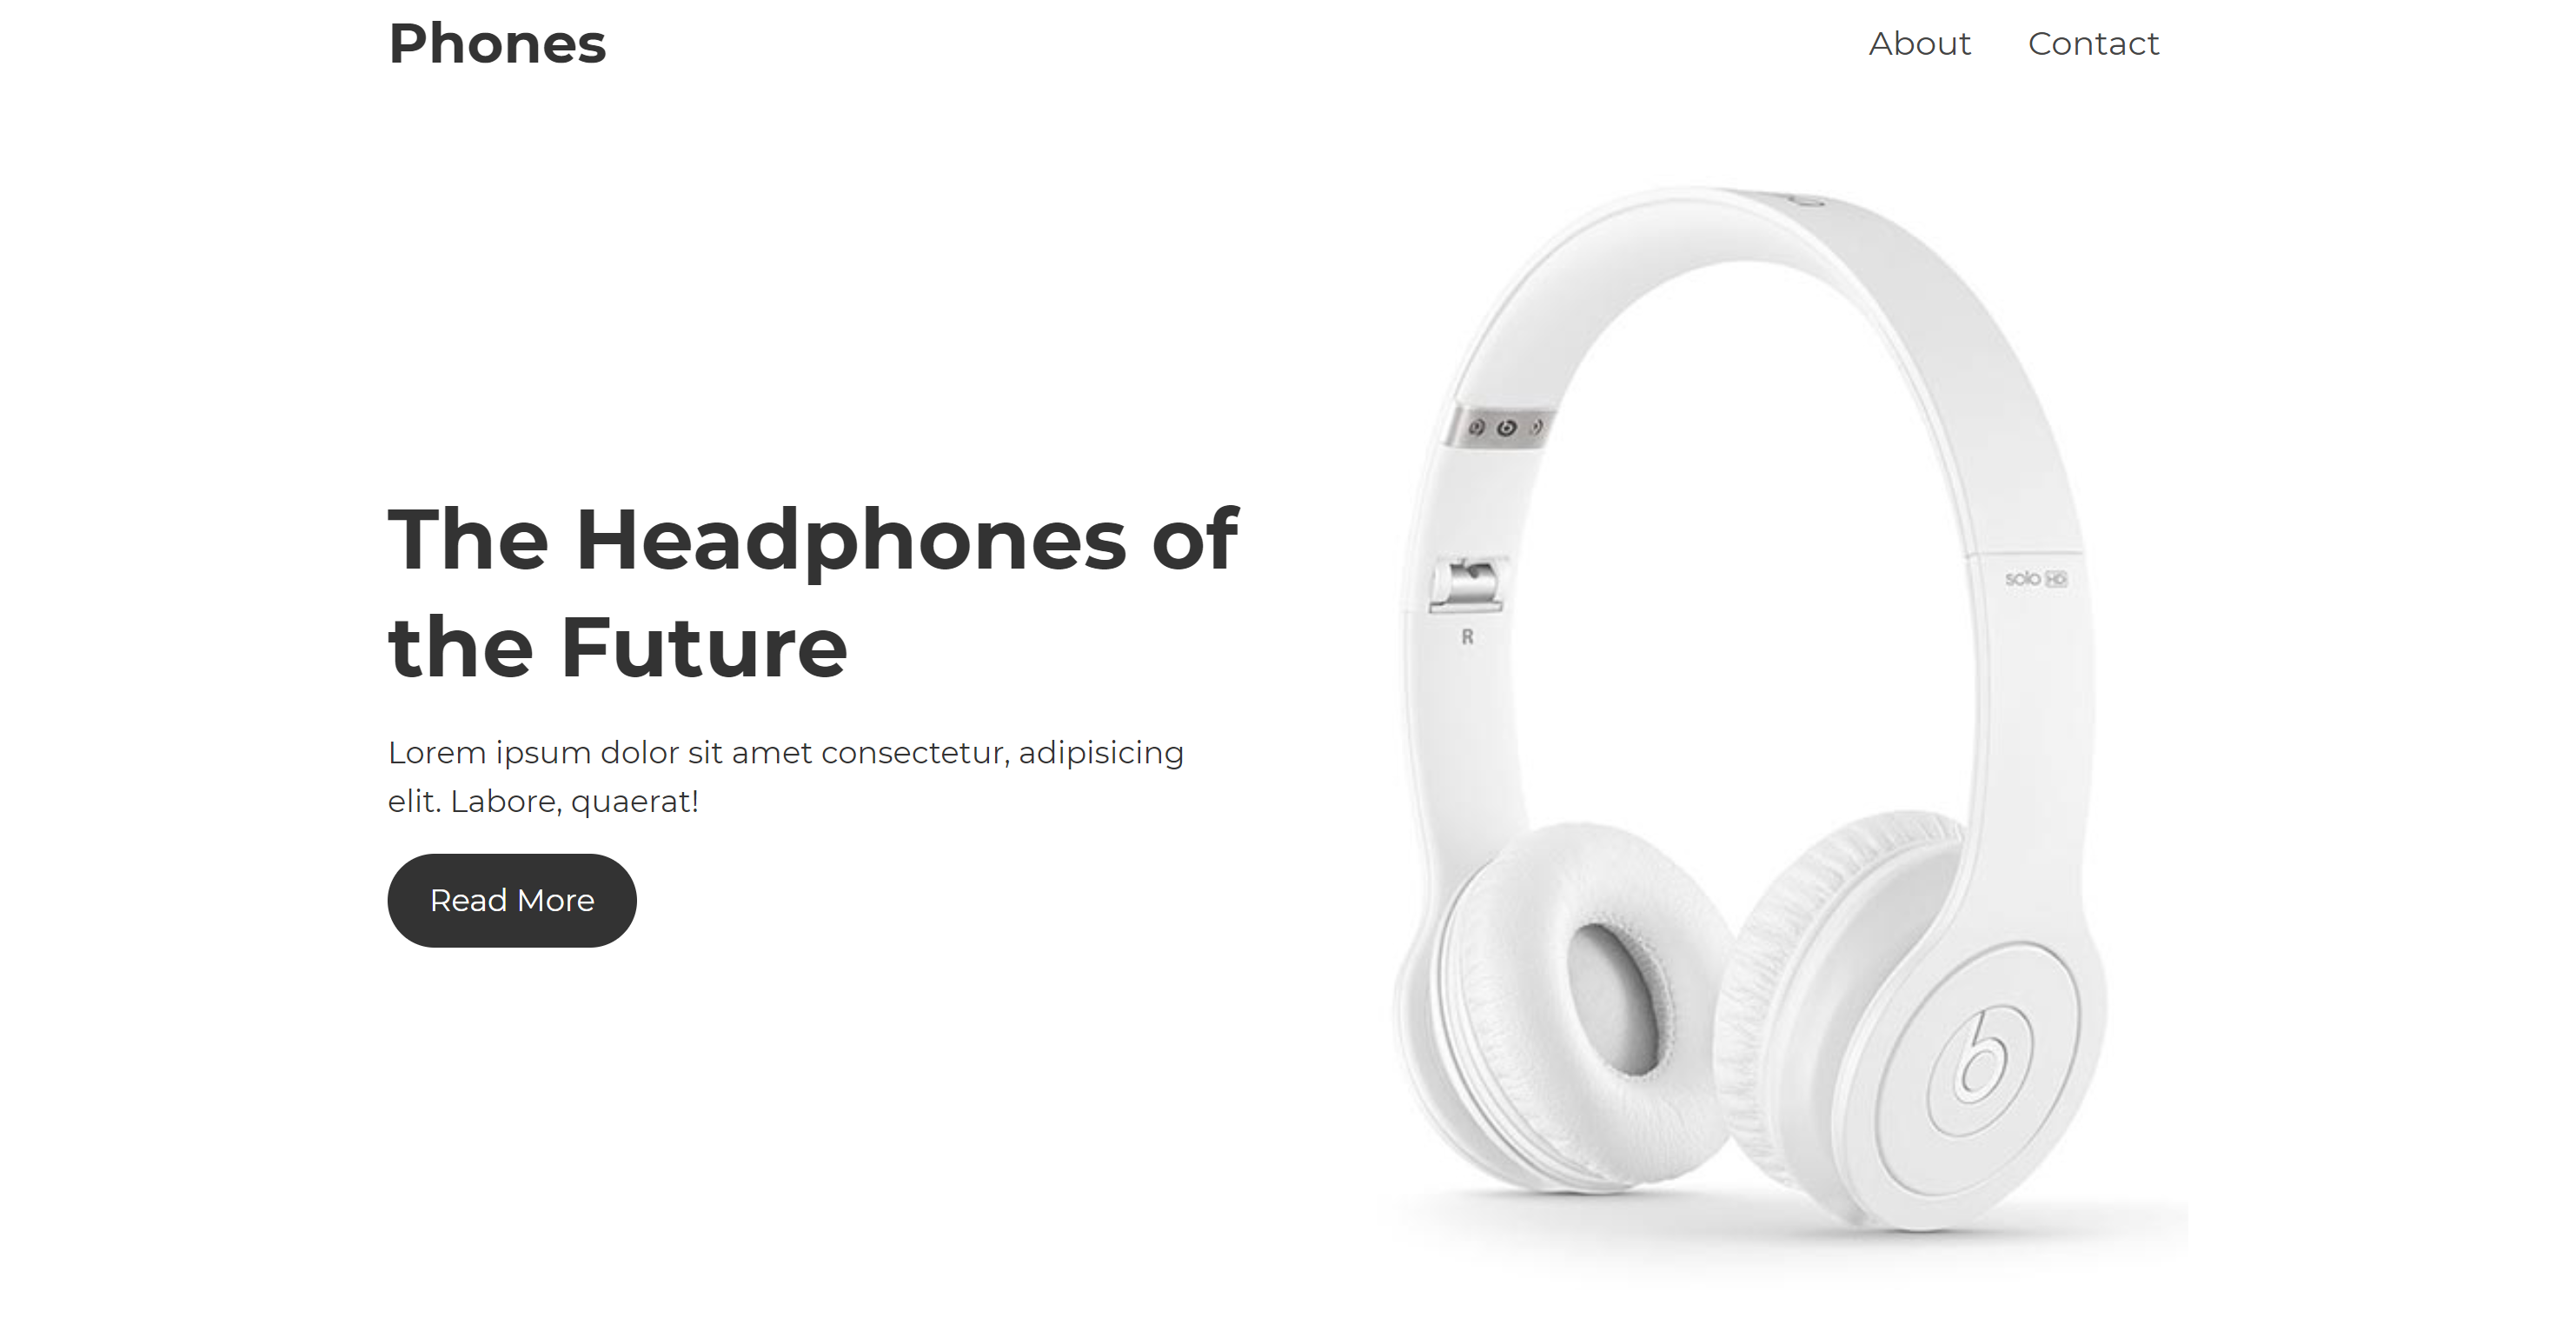 Phones
About Contact
The Headphones of
the Future
Lorem ipsum dolor sit amet consectetur, adipisicing
elit. Labore, quaerat!
Read More
solo HD
R
b